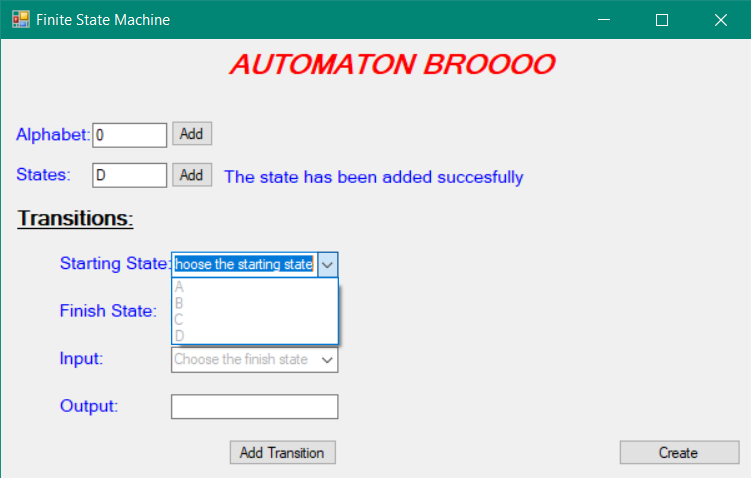 Finite State Machine
AUTOMATON BROOOO
Alphabet: 0 Add
States: D Add The state has been added succesfully
Transitions:
Starting State: hoose the starting state
A
B
C
D
Finish State:
Input: Choose the finish state
Output:
Add Transition Create